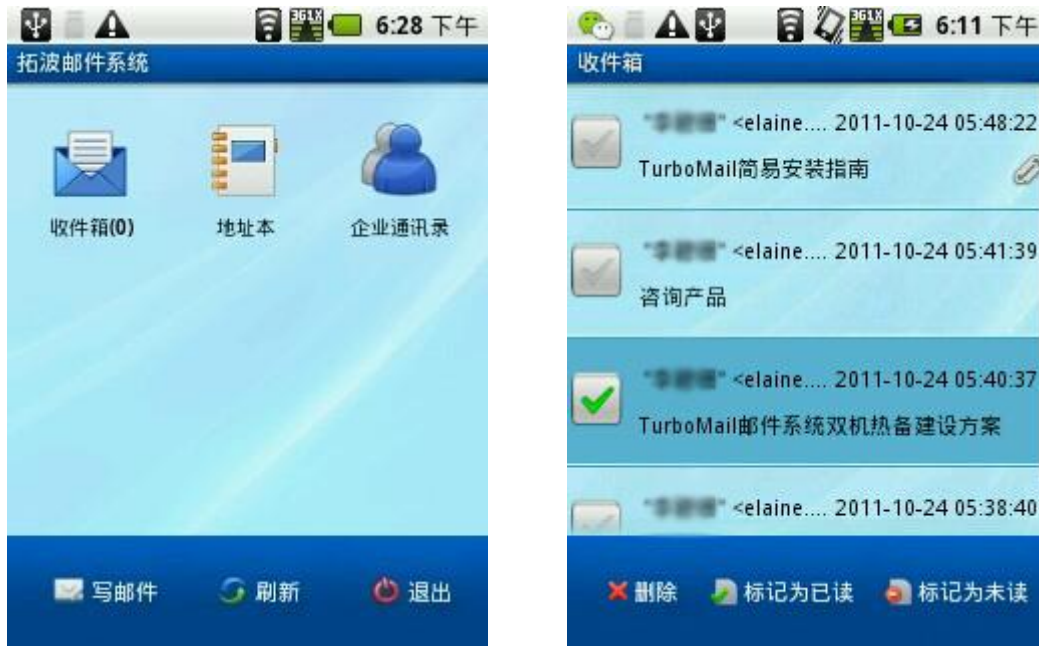 361X
6:28 下午
拓波邮件系统
收件箱(0)
地址本
企业通讯录
写邮件
刷新
退出
361X
6:11 下午
收件箱
<elaine.... 2011-10-24 05:48:22
TurboMail简易安装指南
<elaine.... 2011-10-24 05:41:39
咨询产品
<elaine.... 2011-10-24 05:40:37
TurboMail邮件系统双机热备建设方案
<elaine.... 2011-10-24 05:38:40
删除
标记为已读
标记为未读